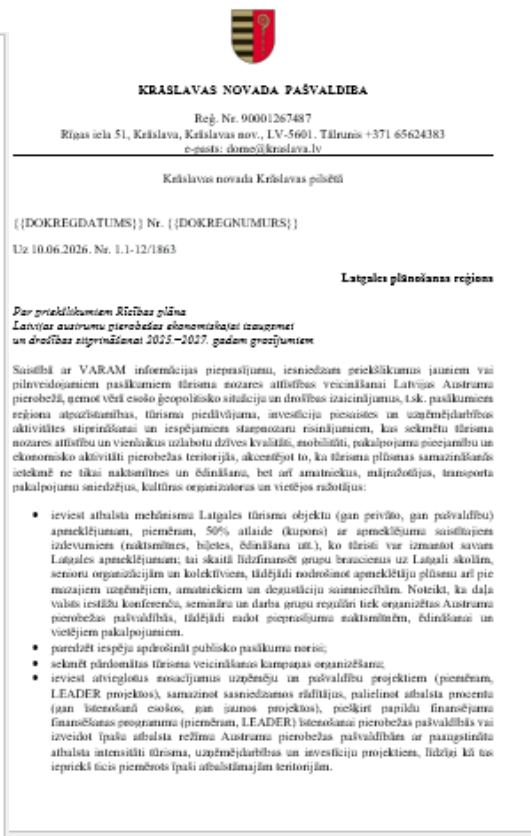 KRĀSLAVAS NOVADA PAŠVALDĪBA
Reģ. Nr. 90001267487
Rīgas iela 51, Krāslava, Krāslavas nov., LV-5601. Tālrunis +371 65624383
e-pasts: dome@kraslava.lv
Krāslavas novada Krāslavas pilsētā
{{DOKREGDATUMS}} Nr. {{DOKREGNUMURS}}
Uz 10.06.2026. Nr. 1.1-12/1863
Latgales plānošanas reģions
Par priekšlikumiem Rīcības plāna
Latvijas austrumu pierobežas ekonomiskajai izaugsmei
un drošības stiprināšanai 2025.–2027. gadam grozījumiem
Saistībā ar VARAM informācijas pieprasījumu, iesniedzam priekšlikumus jauniem vai
pilnveidojamiem pasākumiem tūrisma nozares attīstības veicināšanai Latvijas Austrumu
pierobežā, ņemot vērā esošo ģeopolitisko situāciju un drošības izaicinājumus, t.sk. pasākumiem
reģiona atpazīstamības, tūrisma piedāvājuma, investīciju piesaistes un uzņēmējdarbības
aktivitātes stiprināšanai un iespējamiem starpnozaru risinājumiem, kas sekmētu tūrisma
nozares attīstību un vienlaikus uzlabotu dzīves kvalitāti, mobilitāti, pakalpojumu pieejamību un
ekonomisko aktivitāti pierobežas teritorijās, akcentējot to, ka tūrisma plūsmas samazināšanās
ietekmē ne tikai naktsmītnes un ēdināšanu, bet arī amatniekus, mājražotājus, transporta
pakalpojumu sniedzējus, kultūras organizatorus un vietējos ražotājus:
• ieviest atbalsta mehānismu Latgales tūrisma objektu (gan privāto, gan pašvaldību)
apmeklējumam, piemēram, 50% atlaide (kupons) ar apmeklējumu saistītajiem
izdevumiem (naktsmītnes, biļetes, ēdināšana utt.), ko tūristi var izmantot savam
Latgales apmeklējumam; tai skaitā līdzfinansēt grupu braucienus uz Latgali skolām,
senioru organizācijām un kolektīviem, tādējādi nodrošinot apmeklētāju plūsmu arī pie
mazajiem uzņēmējiem, amatniekiem un degustāciju saimniecībām. Noteikt, ka daļa
valsts iestāžu konferenču, semināru un darba grupu regulāri tiek organizētas Austrumu
pierobežas pašvaldībās, tādējādi radot pieprasījumu naktsmītnēm, ēdināšanai un
vietējiem pakalpojumiem.
• paredzēt iespēju apdrošināt publisko pasākumu norisi;
• sekmēt pārdomātas tūrisma veicināšanas kampaņas organizēšanu;
• ieviest atvieglotus nosacījumus uzņēmēju un pašvaldību projektiem (piemēram,
LEADER projektos), samazinot sasniedzamos rādītājus, palielinot atbalsta procentu
(gan īstenošanā esošos, gan jaunos projektos), piešķirt papildu finansējumu
finansēšanas programmu (piemēram, LEADER) īstenošanai pierobežas pašvaldībās vai
izveidot īpašu atbalsta režīmu Austrumu pierobežas pašvaldībām ar paaugstinātu
atbalsta intensitāti tūrisma, uzņēmējdarbības un investīciju projektiem, līdzīgi kā tas
iepriekš ticis piemērots īpaši atbalstāmajām teritorijām.